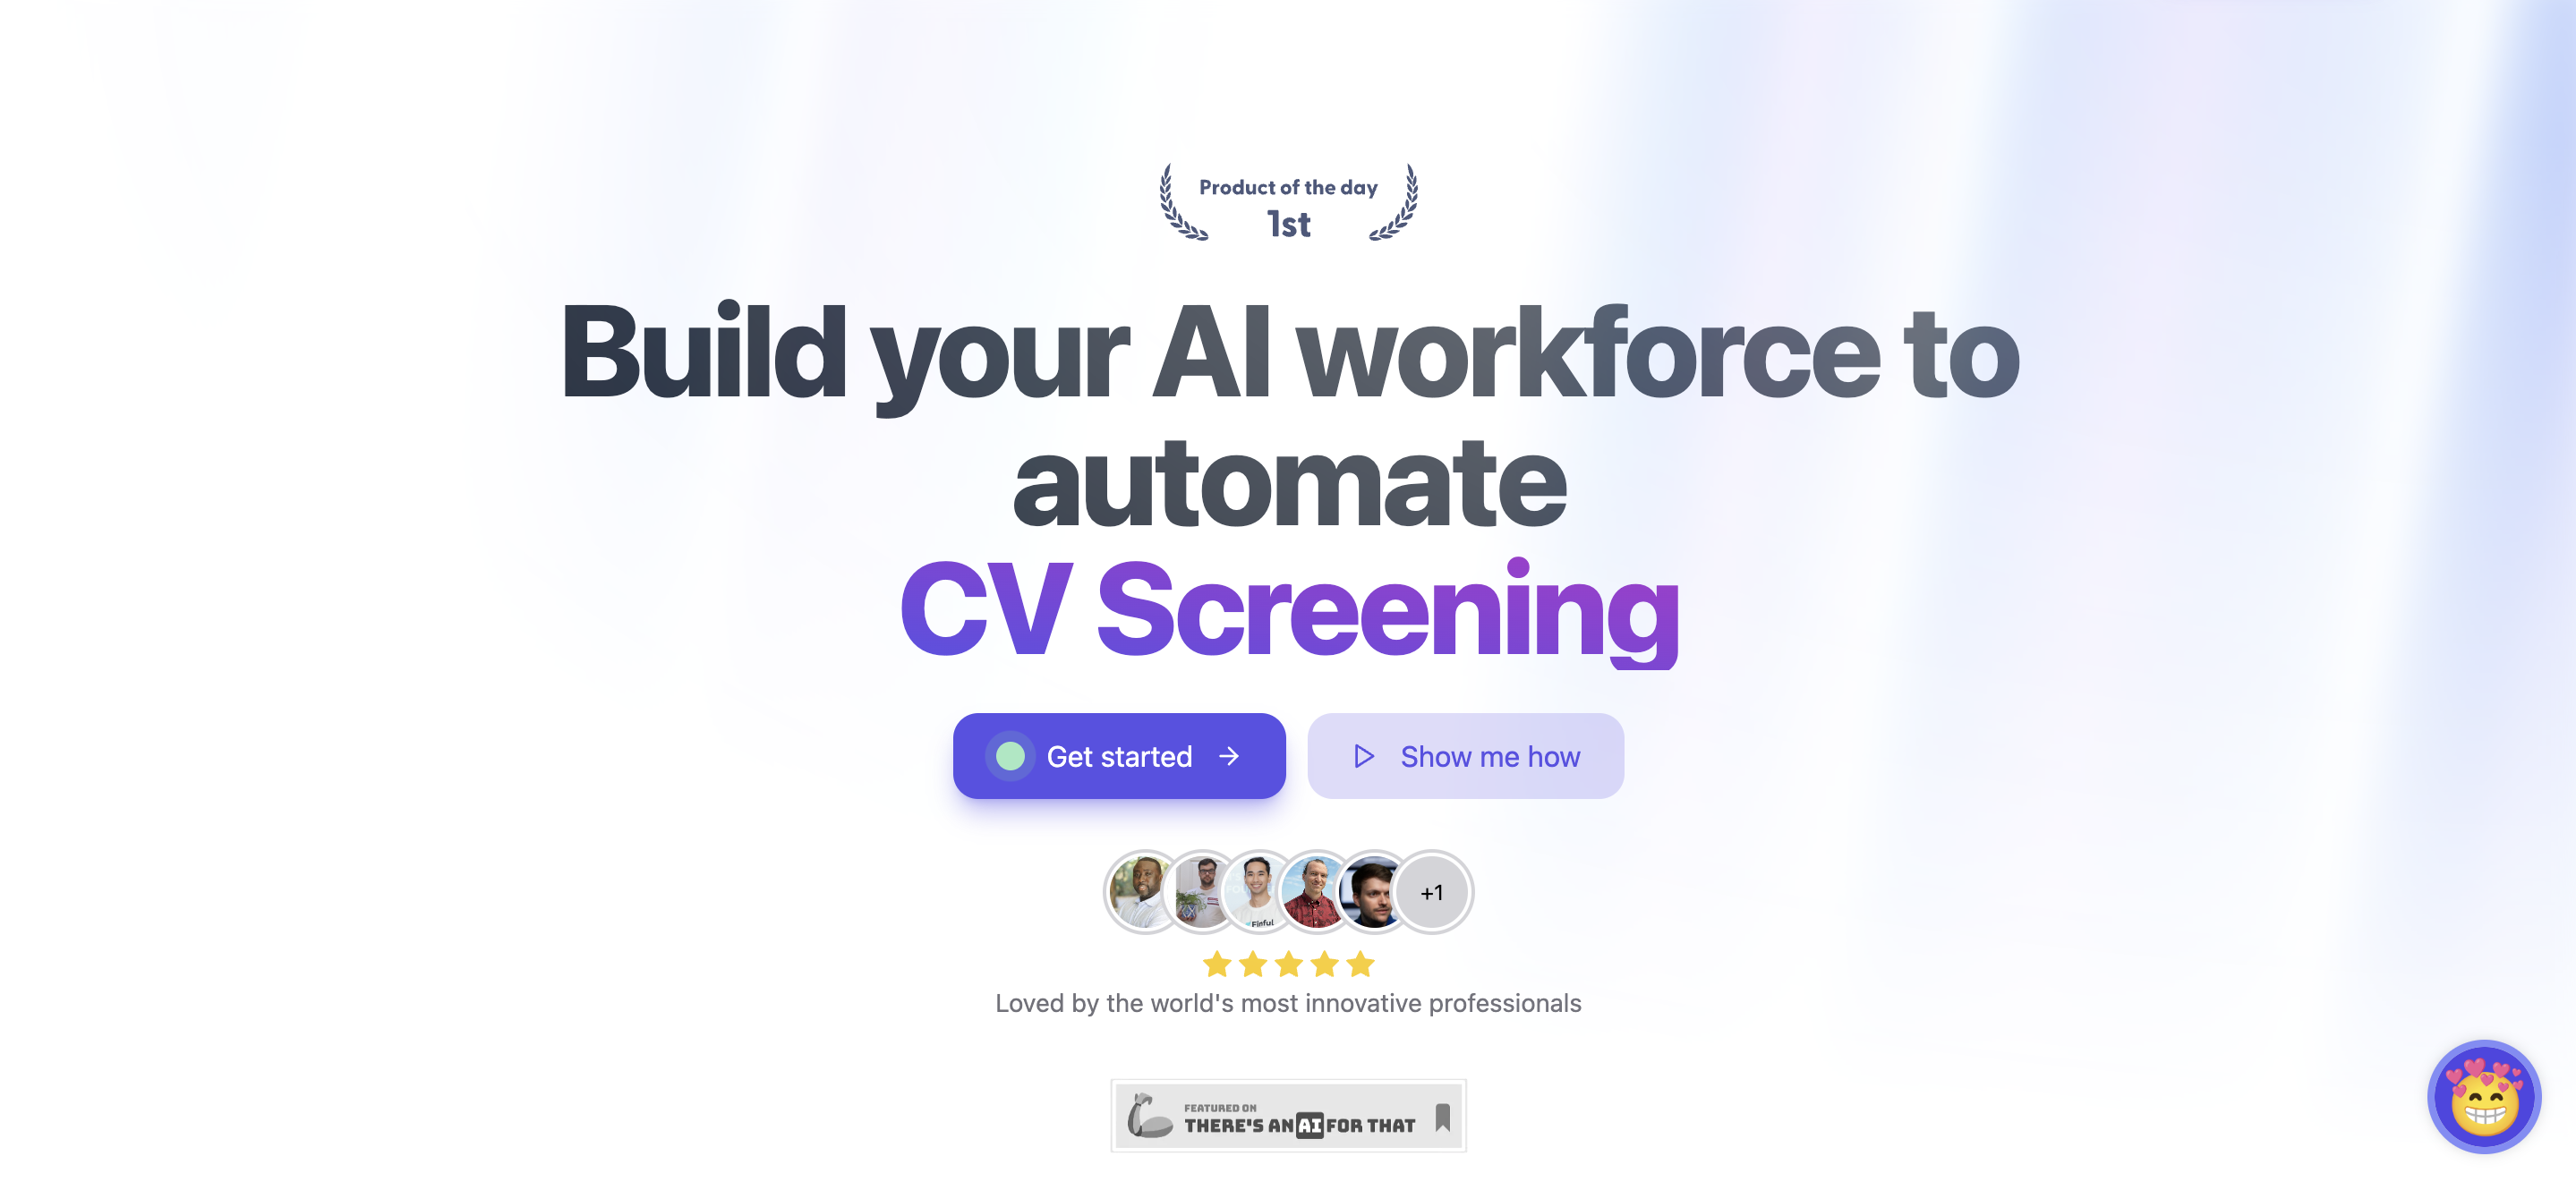 Product of the day
1st
Build your AI workforce to
automate
CV Screening
Get started
Show me how
Finful
+1
Loved by the world's most innovative professionals
FEATURED ON
THERE'S AN AI FOR THAT